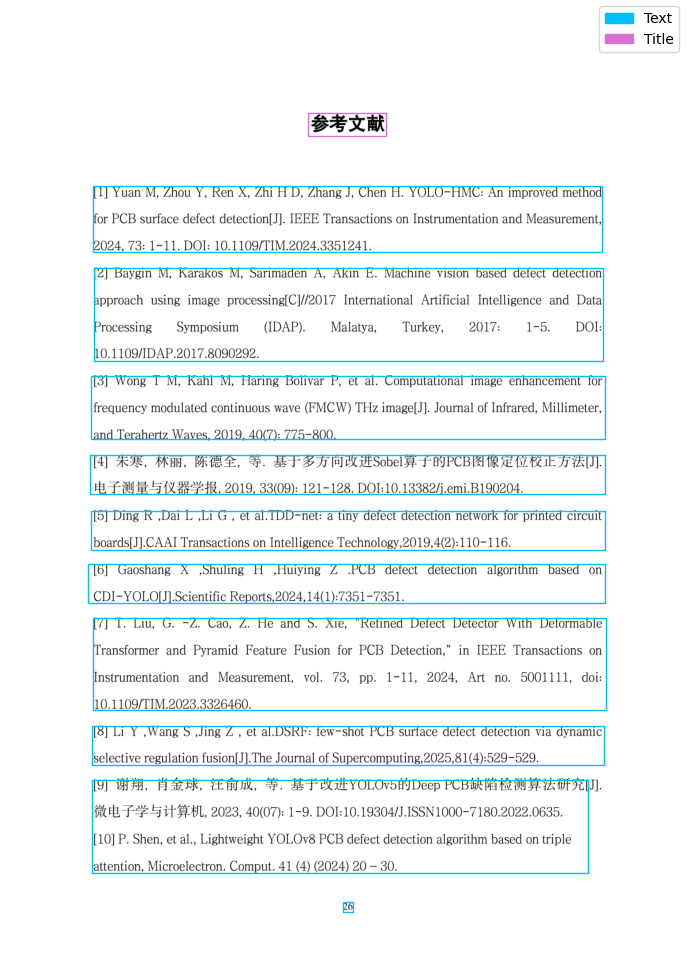 Text
Title
参考文献
[1] Yuan M, Zhou Y, Ren X, Zhi H D, Zhang J, Chen H. YOLO-HMC: An improved method
for PCB surface defect detection[J]. IEEE Transactions on Instrumentation and Measurement,
2024, 73: 1-11. DOI: 10.1109/TIM.2024.3351241.
[2] Baygin M, Karakos M, Sarimaden A, Akin E. Machine vision based defect detection
approach using image processing[C]//2017 International Artificial Intelligence and Data
Processing Symposium (IDAP). Malatya, Turkey, 2017: 1-5. DOI:
10.1109/IDAP.2017.8090292.
[3] Wong T M, Kahl M, Haring Bolívar P, et al. Computational image enhancement for
frequency modulated continuous wave (FMCW) THz image[J]. Journal of Infrared, Millimeter,
and Terahertz Waves, 2019, 40(7): 775-800.
[4] 朱寒, 林丽, 陈德全, 等. 基于多方向改进Sobel算子的PCB图像定位校正方法[J].
电子测量与仪器学报, 2019, 33(09): 121-128. DOI:10.13382/j.emi.B190204.
[5] Ding R ,Dai L ,Li G , et al.TDD-net: a tiny defect detection network for printed circuit
boards[J].CAAI Transactions on Intelligence Technology,2019,4(2):110-116.
[6] Gaoshang X ,Shuling H ,Huiying Z .PCB defect detection algorithm based on
CDI-YOLO[J].Scientific Reports,2024,14(1):7351-7351.
[7] T. Liu, G. -Z. Cao, Z. He and S. Xie, "Refined Defect Detector With Deformable
Transformer and Pyramid Feature Fusion for PCB Detection," in IEEE Transactions on
Instrumentation and Measurement, vol. 73, pp. 1-11, 2024, Art no. 5001111, doi:
10.1109/TIM.2023.3326460.
[8] Li Y ,Wang S ,Jing Z , et al.DSRF: few-shot PCB surface defect detection via dynamic
selective regulation fusion[J].The Journal of Supercomputing,2025,81(4):529-529.
[9] 谢翔, 肖金球, 汪俞成, 等. 基于改进YOLOv5的Deep PCB缺陷检测算法研究[J].
微电子学与计算机, 2023, 40(07): 1-9. DOI:10.19304/J.ISSN1000-7180.2022.0635.
[10] P. Shen, et al., Lightweight YOLOv8 PCB defect detection algorithm based on triple
attention, Microelectron. Comput. 41 (4) (2024) 20 – 30.
26